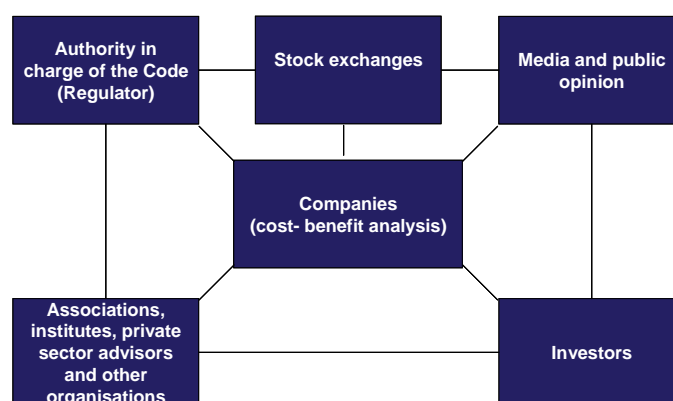 Authority in
charge of the Code
(Regulator)
Stock exchanges
Media and public
opinion
Companies
(cost- benefit analysis)
Associations,
institutes, private
sector advisors
and other
organisations
Investors